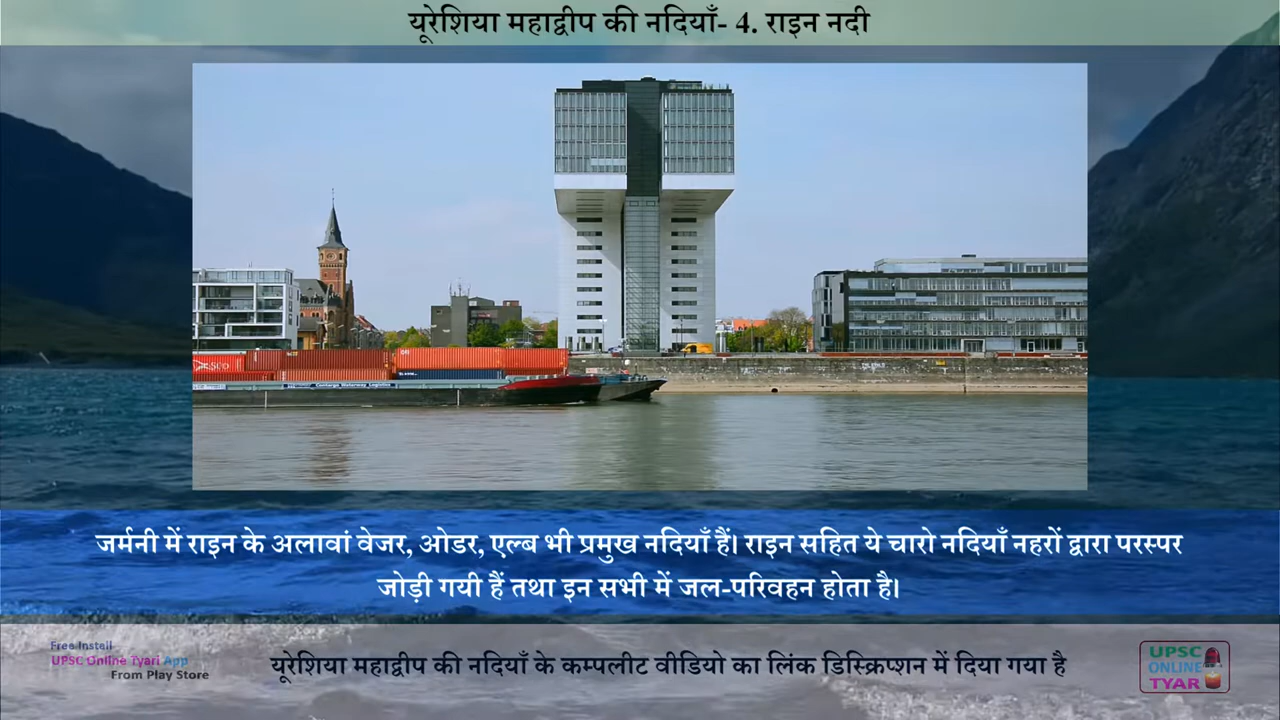 यूरेशिया महाद्वीप की नदियाँ- 4. राइन नदी
जर्मनी में राइन के अलावां वेजर, ओडर, एल्ब भी प्रमुख नदियाँ हैं। राइन सहित ये चारो नदियाँ नहरों द्वारा परस्पर
जोड़ी गयी हैं तथा इन सभी में जल-परिवहन होता है।
Free Install
UPSC Online Tyari App
From Play Store
यूरेशिया महाद्वीप की नदियाँ के कम्पलीट वीडियो का लिंक डिस्क्रिप्शन में दिया गया है
UPSC
ONLINE
TYAR